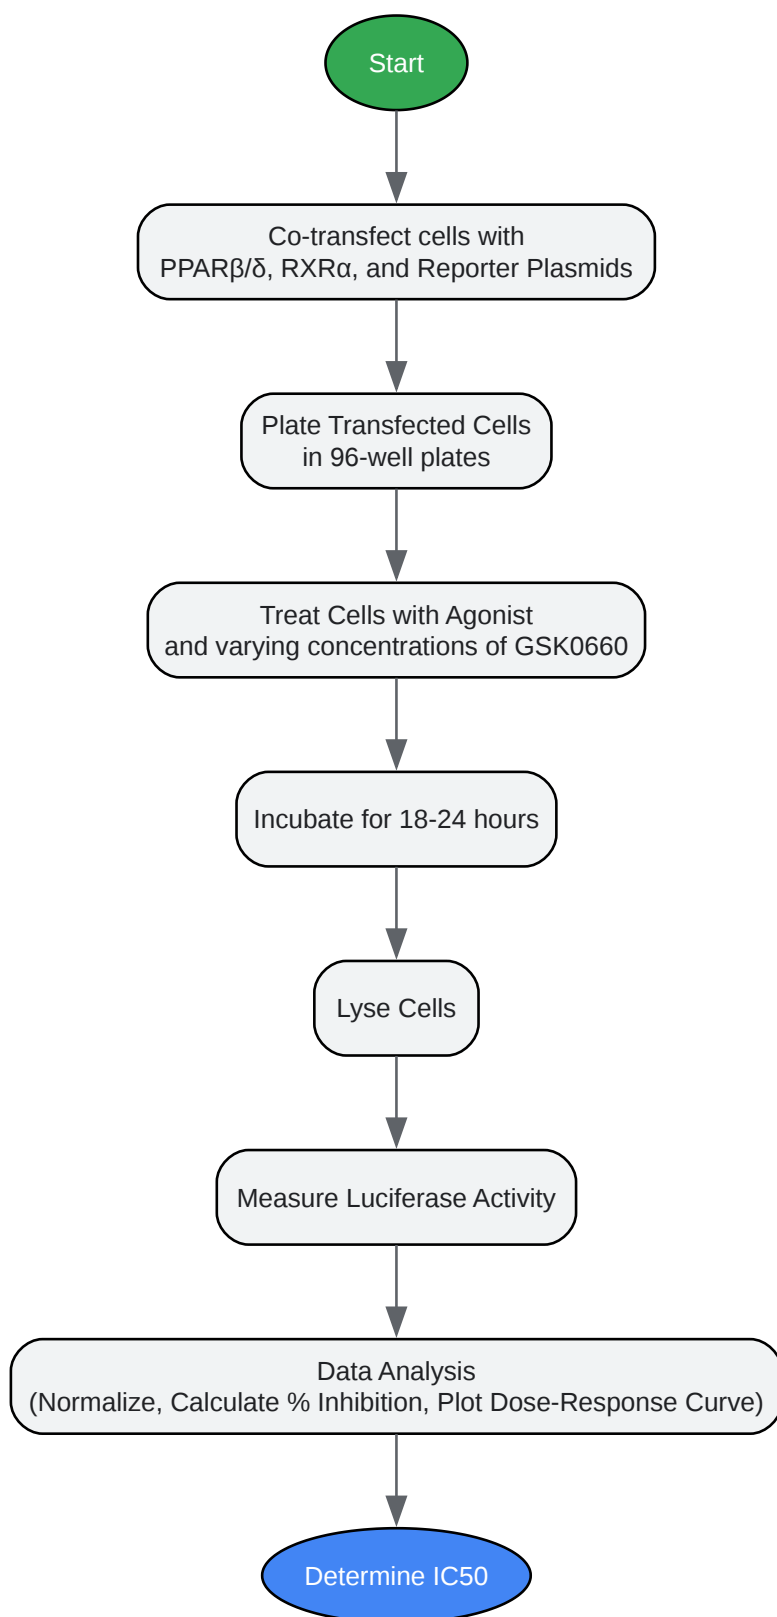 Start
Co-transfect cells with
PPARβ/δ, RXRα, and Reporter Plasmids
Plate Transfected Cells
in 96-well plates
Treat Cells with Agonist
and varying concentrations of GSK0660
Incubate for 18-24 hours
Lyse Cells
Measure Luciferase Activity
Data Analysis
(Normalize, Calculate % Inhibition, Plot Dose-Response Curve)
Determine IC50